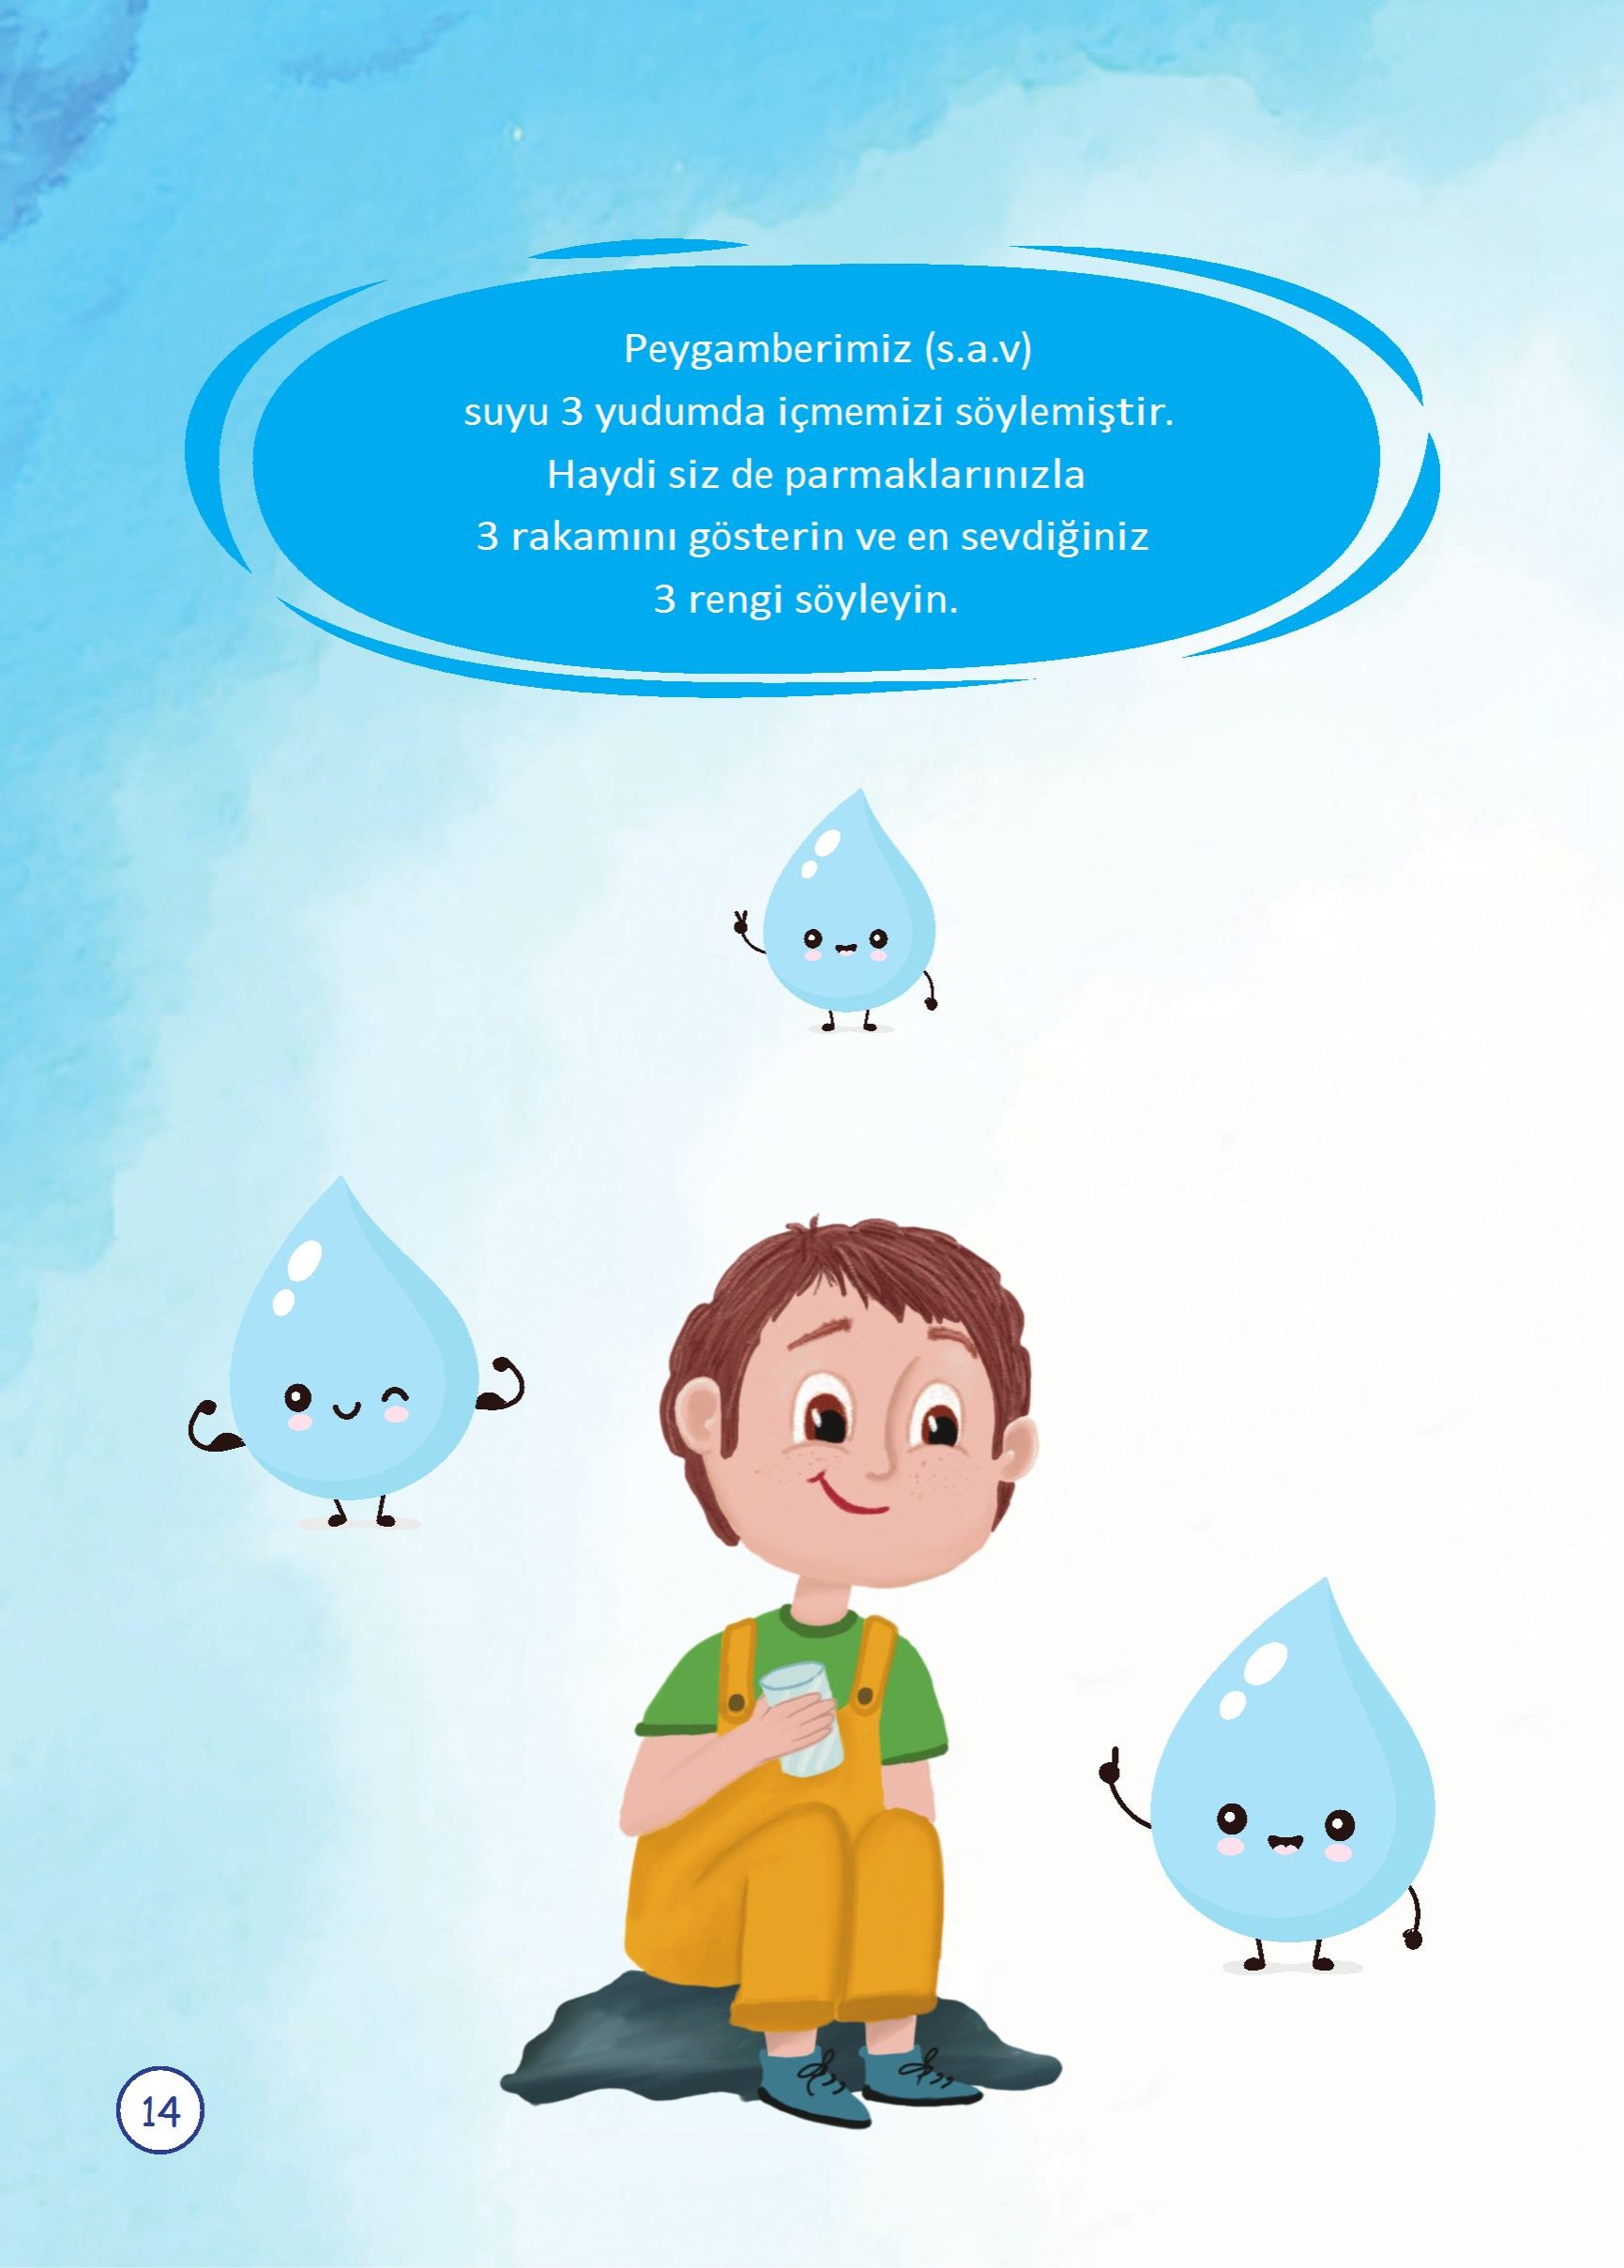 Peygamberimiz (s.a.v)
suyu 3 yudumda içmemizi söylemiştir.
Haydi siz de parmaklarınızla
3 rakamını gösterin ve en sevdiğiniz
3 rengi söyleyin.
14